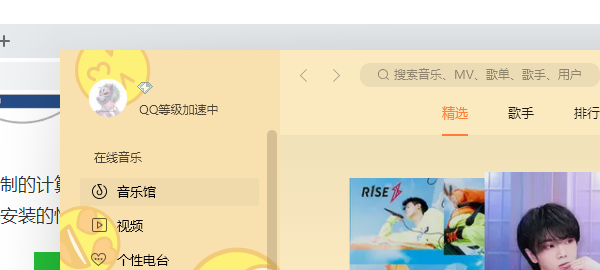 搜索音乐、MV、歌单、歌手、用户
QQ等级加速中
精选 歌手 排行
在线音乐
制的计算
音乐馆
RISE
安装的
视频
个性电台